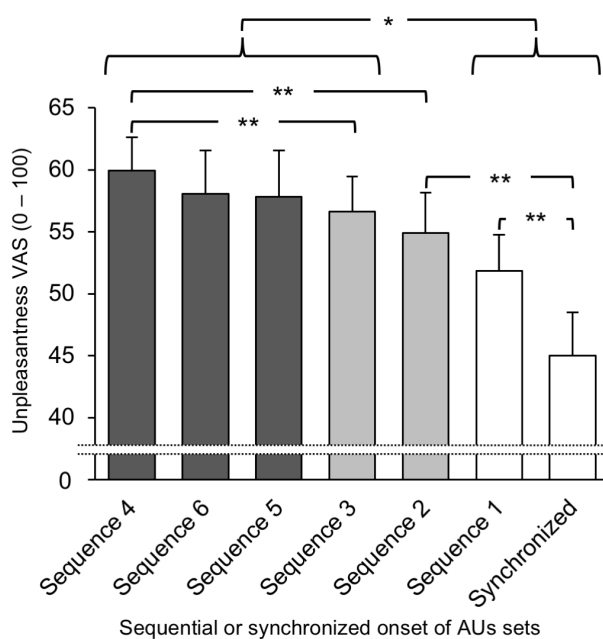 *
**
**
**
**
Unpleasantness VAS (0 – 100)
65
60
55
50
45
40
0
Sequence 4
Sequence 6
Sequence 5
Sequence 3
Sequence 2
Sequence 1
Synchronized
Sequential or synchronized onset of AUs sets